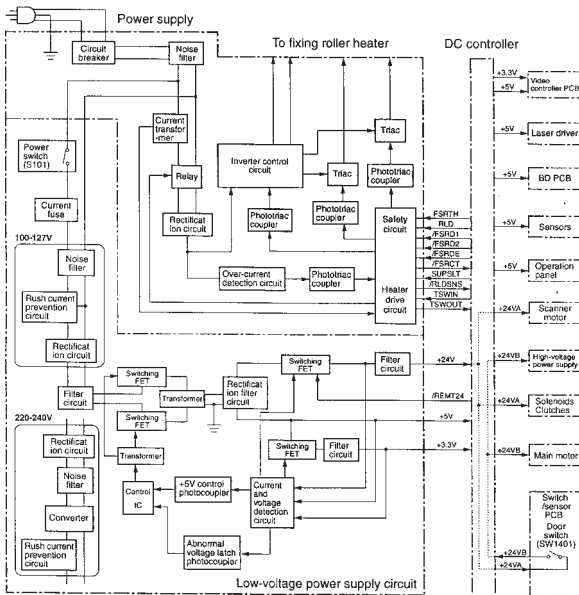 Power supply
To fixing roller heater
DC controller
Circuit
breaker
Noise
filter
+3.3V
+5V
Video
controller PCB
Current
transfor
-mer
Triac
+5V
Laser driver
Power
switch
(S101)
Inverter control
circuit
Triac
Relay
Phototriac
coupler
+5V
BD PCB
Current
fuse
Rectificat
ion circuit
Phototriac
coupler
Phototriac
coupler
Safety
circuit
FSRTH
RLD
/FSRD1
/FSRD2
/FSRDE
/FSRCT
SUPSLT
/RLDSNS
TSWIN
TSWOUT
+5V
Sensors
100-127V
Noise
filter
Over-current
detection circuit
Phototriac
coupler
Heater
drive
circuit
+5V
Operation
panel
Rush current
prevention
circuit
+24VA
Scanner
motor
Rectificat
ion circuit
Switching
FET
Transformer
Rectificat
ion filter
circuit
Switching
FET
Filter
circuit
+24V
+24VB
High-voltage
power supply
Filter
circuit
/REMT24
+24VA
Solenoids
Clutches
220-240V
Switching
FET
+5V
Rectificat
ion circuit
Transformer
Switching
FET
Filter
circuit
+3.3V
+24VB
Main motor
Noise
filter
Control
IC
+5V control
photocoupler
Current
and
voltage
detection
circuit
Switch
/sensor
PCB
Door
switch
(SW1401)
Converter
Rush current
prevention
circuit
Abnormal
voltage latch
photocoupler
+24VB
+24VA
Low-voltage power supply circuit